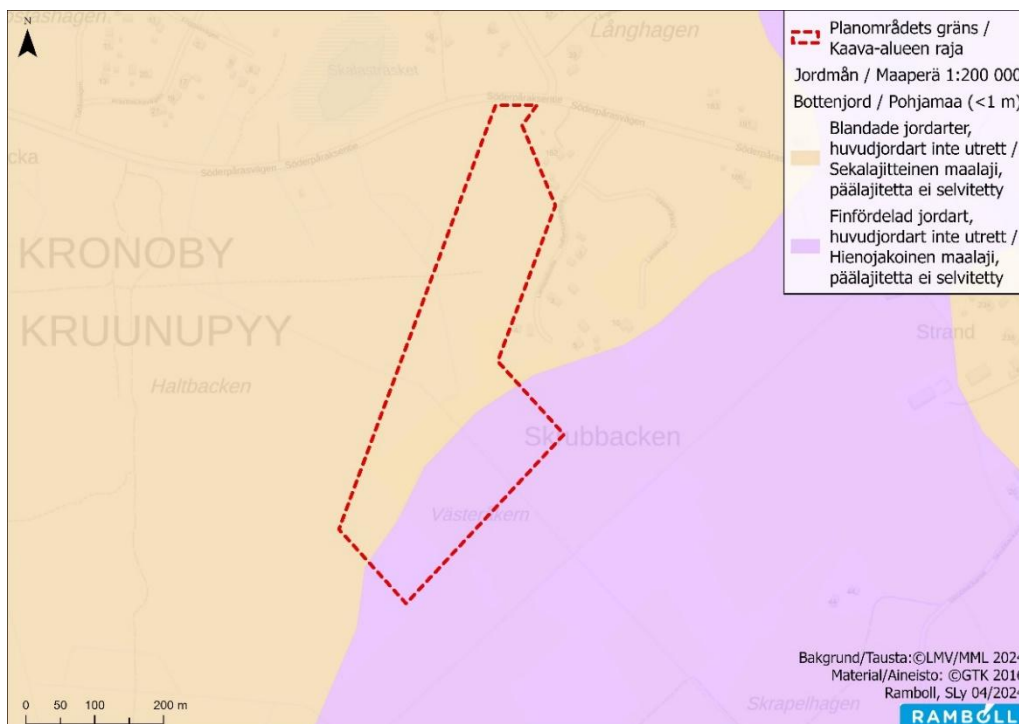 N
Långhagen
Söderpåraksentie
KRONOBY
KRUUNUPYY
Haltbacken
Skrubbacken
Västeråkern
Strand
Skrapelhagen
Planområdets gräns /
Kaava-alueen raja
Jordmån / Maaperä 1:200 000
Bottenjord / Pohjamaa (<1 m)
Blandade jordarter,
huvudjordart inte utrett /
Sekalajitteinen maalaji,
päälajitetta ei selvitetty
Finfördelad jordart,
huvudjordart inte utrett /
Hienojakoinen maalaji,
päälajitetta ei selvitetty
0 50 100 200 m
Bakgrund/Tausta:©LMV/MML 2024
Material/Aineisto: ©GTK 2016
Ramboll, SLy 04/2024
RAMBOLL